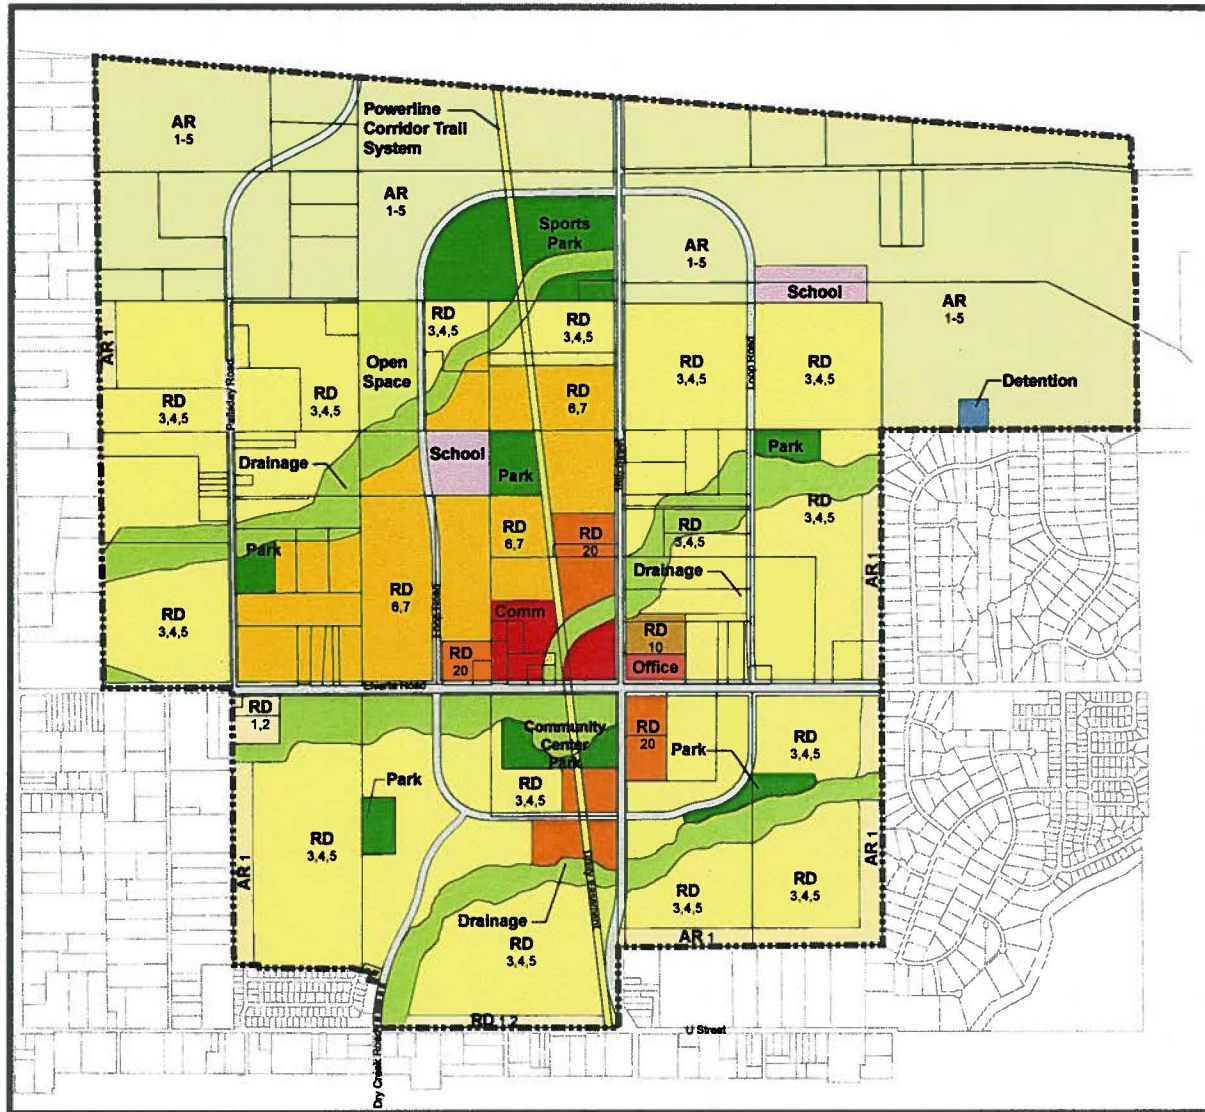 Powerline
Corridor Trail
System
AR
1-5
AR
1-5
Sports
Park
AR
1-5
School
AR
1-5
RD
3,4,5
RD
3,4,5
AR 1
Open
Space
RD
3,4,5
RD
3,4,5
Loop Road
RD
3,4,5
Detention
RD
3,4,5
RD
3,4,5
RD
6,7
School
Drainage
Park
Park
RD
3,4,5
RD
6,7
RD
20
RD
3,4,5
Park
Drainage
AR 1
RD
3,4,5
RD
6,7
Loop Road
Comm
RD
10
RD
20
Office
Elverta Road
RD
1,2
Community
Center
Park
RD
20
Park
RD
3,4,5
Park
RD
3,4,5
RD
3,4,5
AR 1
AR 1
RD
3,4,5
RD
3,4,5
Drainage
RD
3,4,5
AR 1
RD 1,2
U Street
Dry Creek Road